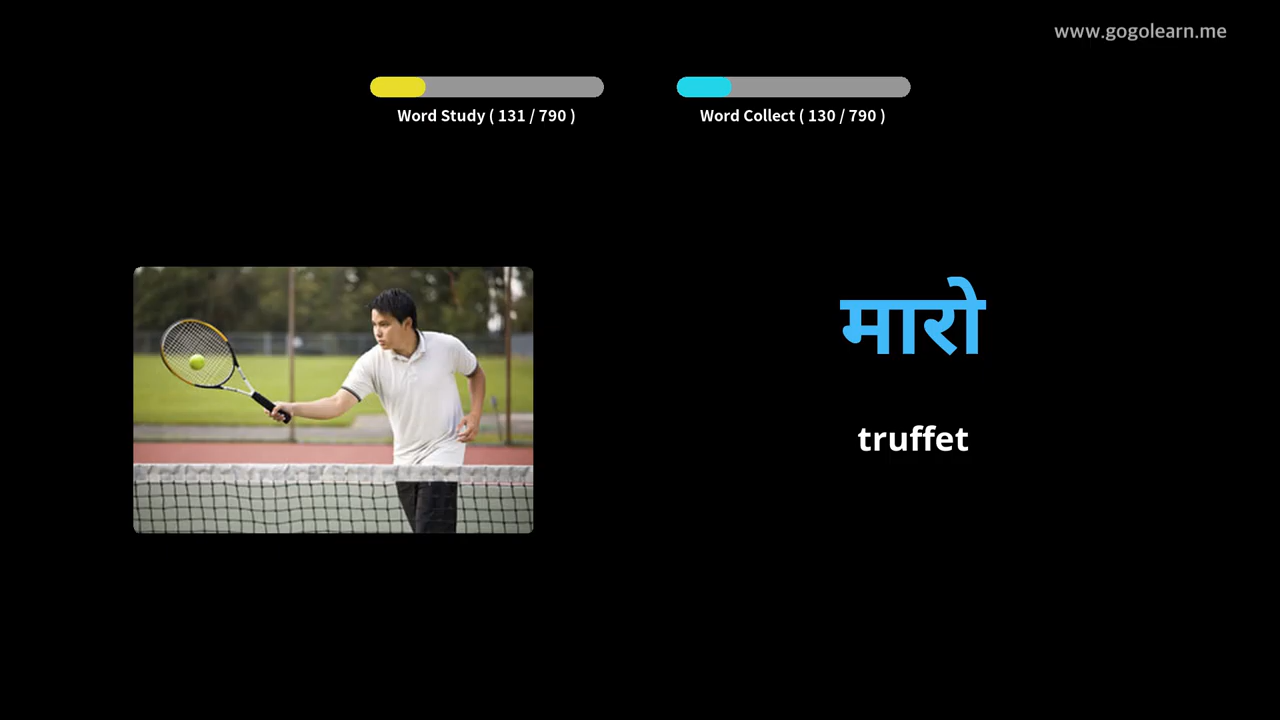 www.gogolearn.me
Word Study ( 131 / 790 )
Word Collect ( 130 / 790 )
मारो
truffet